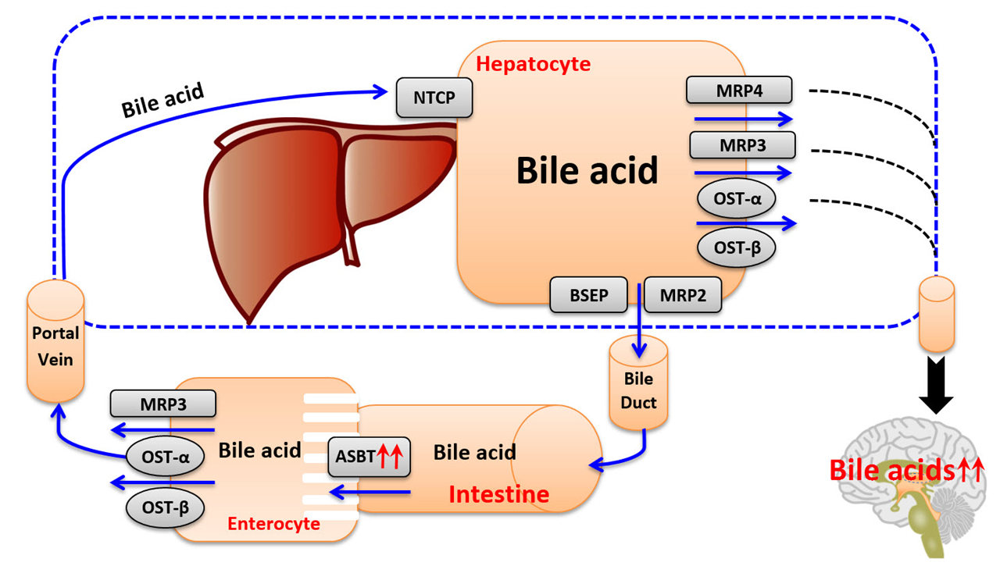 Hepatocyte
Bile acid
NTCP
MRP4
MRP3
Bile acid
OST-α
OST-β
BSEP
MRP2
Portal
Vein
Bile
Duct
MRP3
Bile acid
ASBT↑↑
Bile acid
OST-α
Bile acids↑↑
Intestine
OST-β
Enterocyte